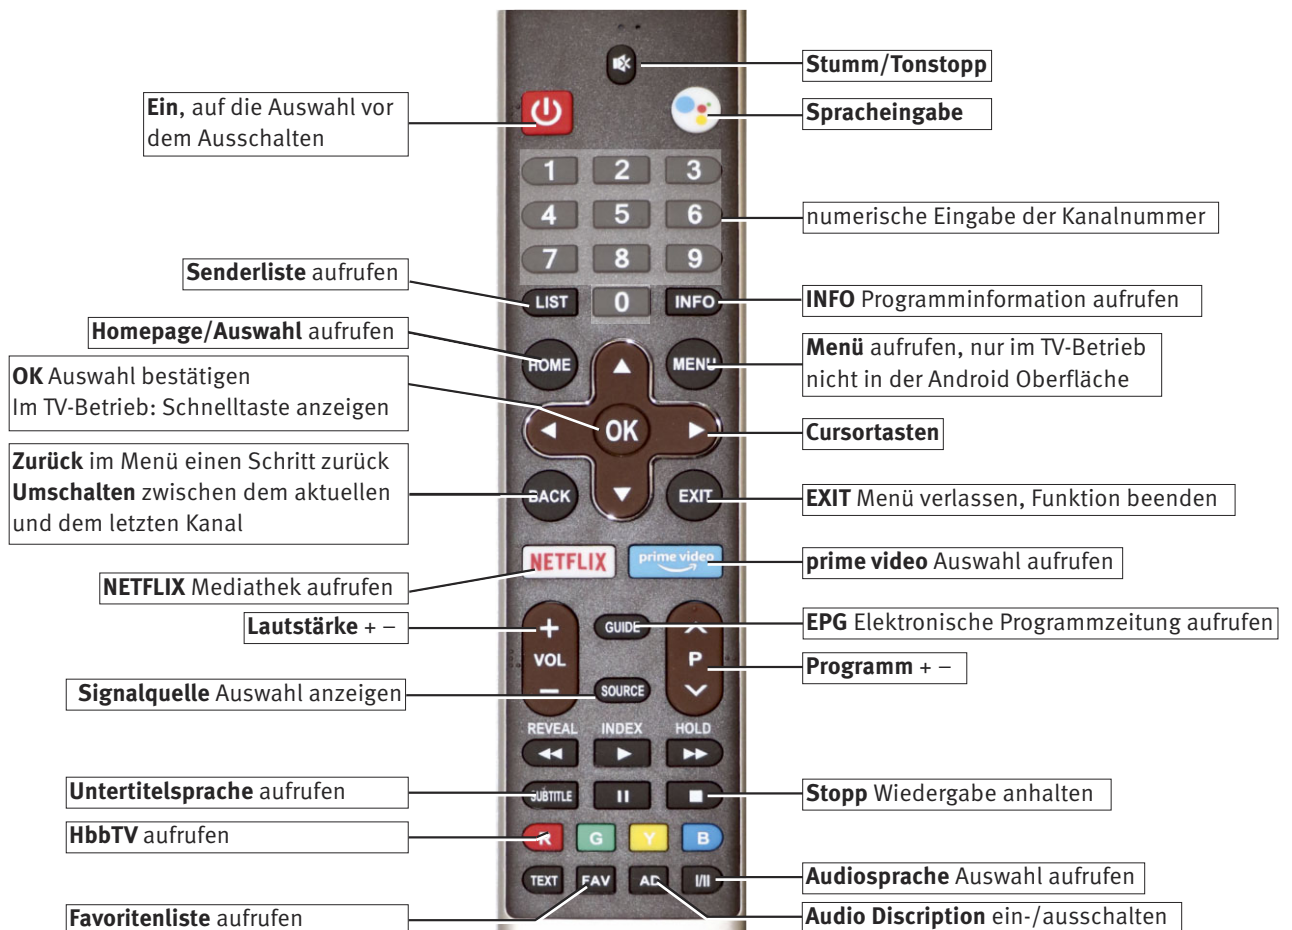 Stumm/Tonstopp
Ein, auf die Auswahl vor
dem Ausschalten
Spracheingabe
1 2 3
4 5 6
numerische Eingabe der Kanalnummer
7 8 9
Senderliste aufrufen
LIST 0 INFO
INFO Programminformation aufrufen
Homepage/Auswahl aufrufen
HOME MENU
Menü aufrufen, nur im TV-Betrieb
nicht in der Android Oberfläche
OK Auswahl bestätigen
Im TV-Betrieb: Schnelltaste anzeigen
OK
Cursortasten
Zurück im Menü einen Schritt zurück
Umschalten zwischen dem aktuellen
und dem letzten Kanal
BACK EXIT
EXIT Menü verlassen, Funktion beenden
NETFLIX prime video
prime video Auswahl aufrufen
NETFLIX Mediathek aufrufen
Lautstärke + –
+ GUIDE
EPG Elektronische Programmzeitung aufrufen
VOL P
Programm + –
Signalquelle Auswahl anzeigen
– SOURCE
REVEAL INDEX HOLD
Untertitelsprache aufrufen
SUBTITLE
Stopp Wiedergabe anhalten
HbbTV aufrufen
R G Y B
TEXT FAV AD I/II
Audiosprache Auswahl aufrufen
Favoritenliste aufrufen
Audio Discription ein-/ausschalten